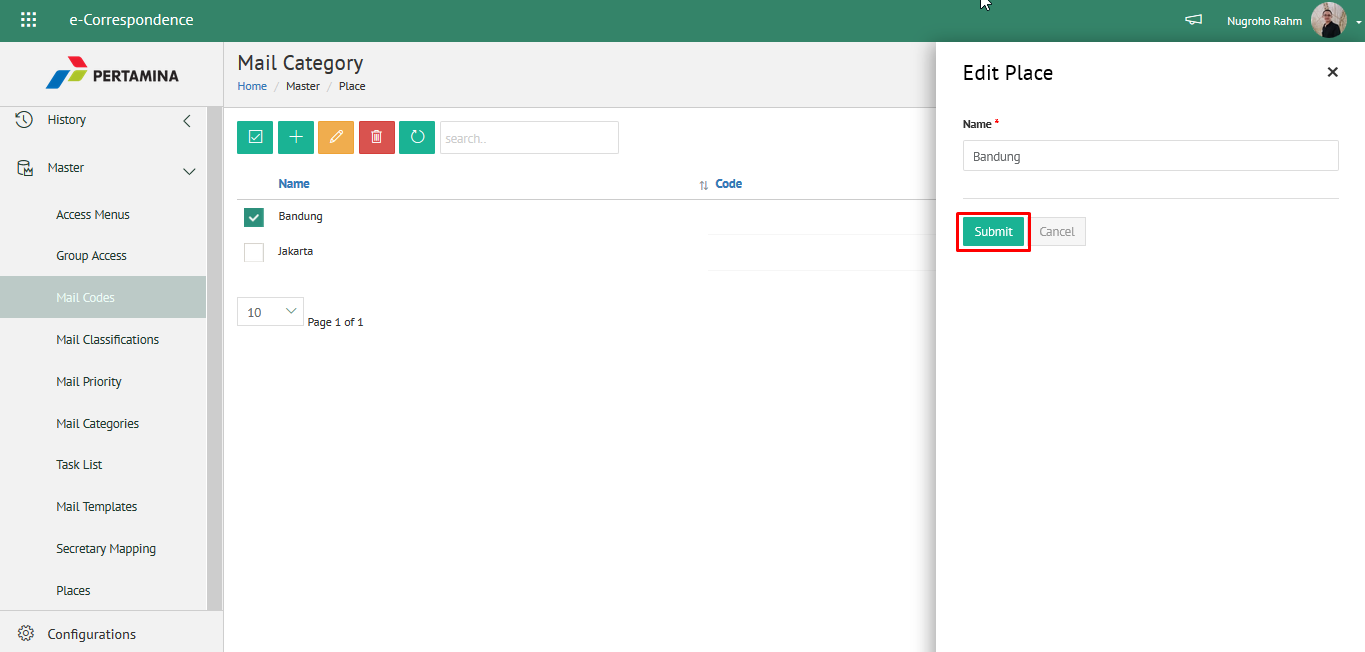 e-Correspondence
Nugroho Rahm
PERTAMINA
History
Master
Access Menus
Group Access
Mail Codes
Mail Classifications
Mail Priority
Mail Categories
Task List
Mail Templates
Secretary Mapping
Places
Configurations
Mail Category
Home / Master / Place
search..
Name Code
Bandung
Jakarta
10 Page 1 of 1
Edit Place ×
Name *
Bandung
Submit Cancel